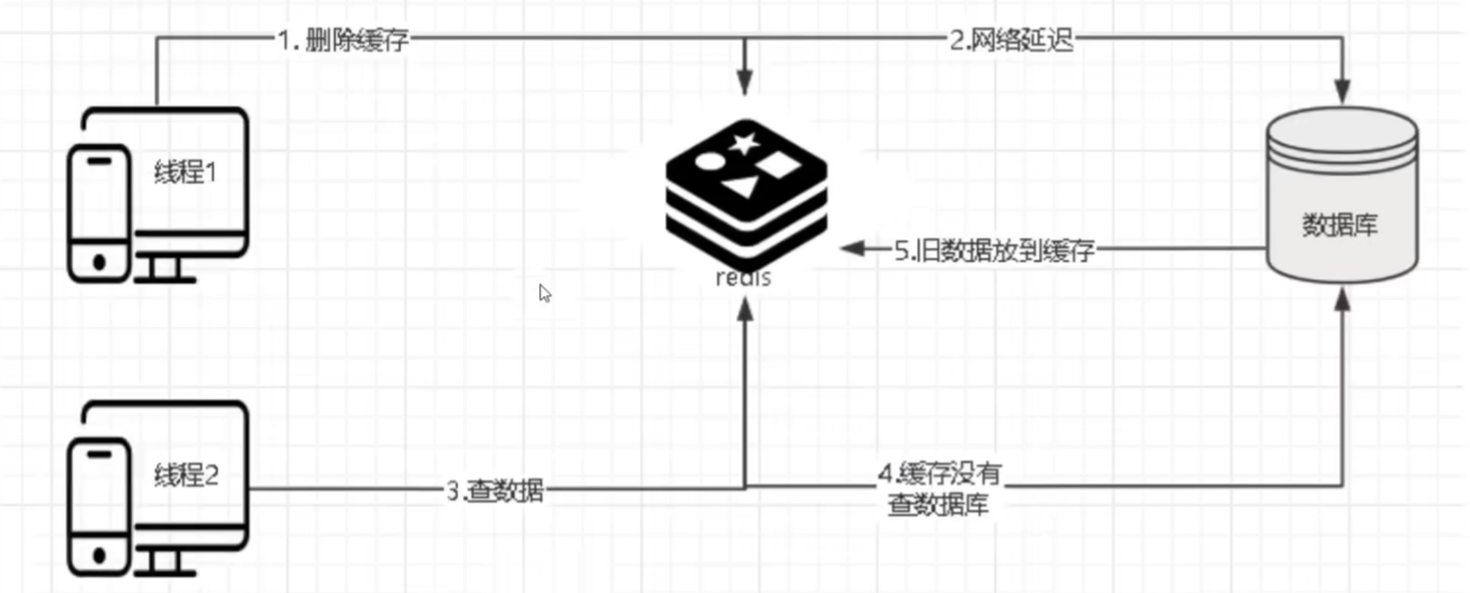 1. 删除缓存
2.网络延迟
线程1
数据库
5.旧数据放到缓存
redis
线程2
3.查数据
4.缓存没有
查数据库